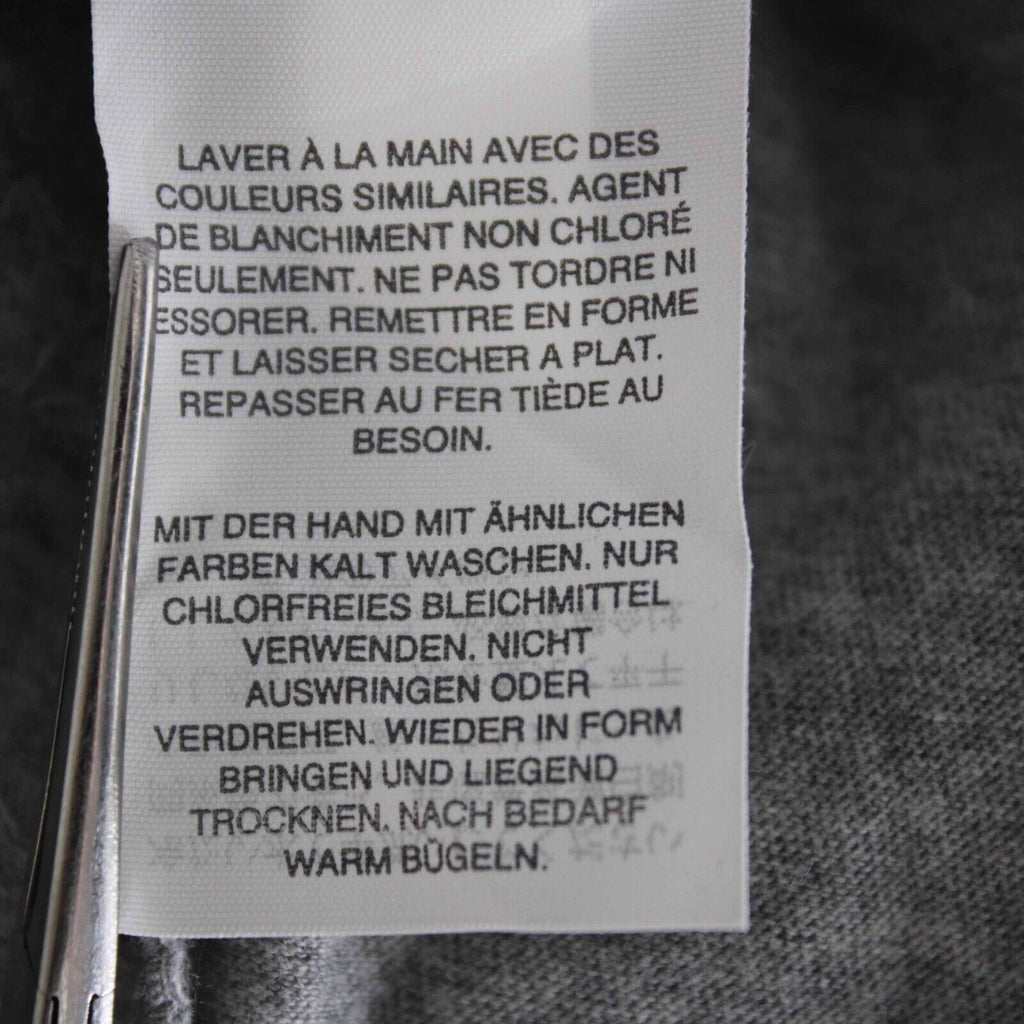 LAVER À LA MAIN AVEC DES
COULEURS SIMILAIRES. AGENT
DE BLANCHIMENT NON CHLORÉ
SEULEMENT. NE PAS TORDRE NI
ESSORER. REMETTRE EN FORME
ET LAISSER SECHER A PLAT.
REPASSER AU FER TIÈDE AU
BESOIN.
MIT DER HAND MIT ÄHNLICHEN
FARBEN KALT WASCHEN. NUR
CHLORFREIES BLEICHMITTEL
VERWENDEN. NICHT
AUSWRINGEN ODER
VERDREHEN. WIEDER IN FORM
BRINGEN UND LIEGEND
TROCKNEN. NACH BEDARF
WARM BÜGELN.